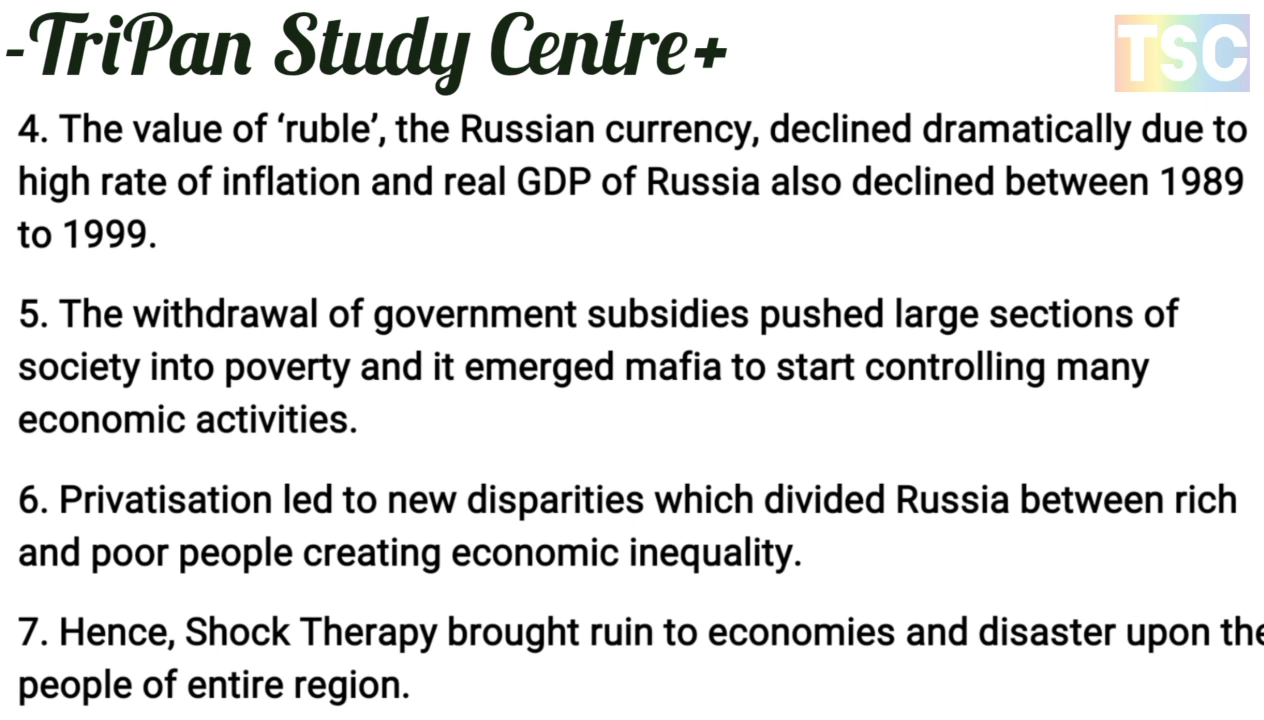 -TriPan Study Centre+
TSC
4. The value of ‘ruble’, the Russian currency, declined dramatically due to
high rate of inflation and real GDP of Russia also declined between 1989
to 1999.
5. The withdrawal of government subsidies pushed large sections of
society into poverty and it emerged mafia to start controlling many
economic activities.
6. Privatisation led to new disparities which divided Russia between rich
and poor people creating economic inequality.
7. Hence, Shock Therapy brought ruin to economies and disaster upon the
people of entire region.